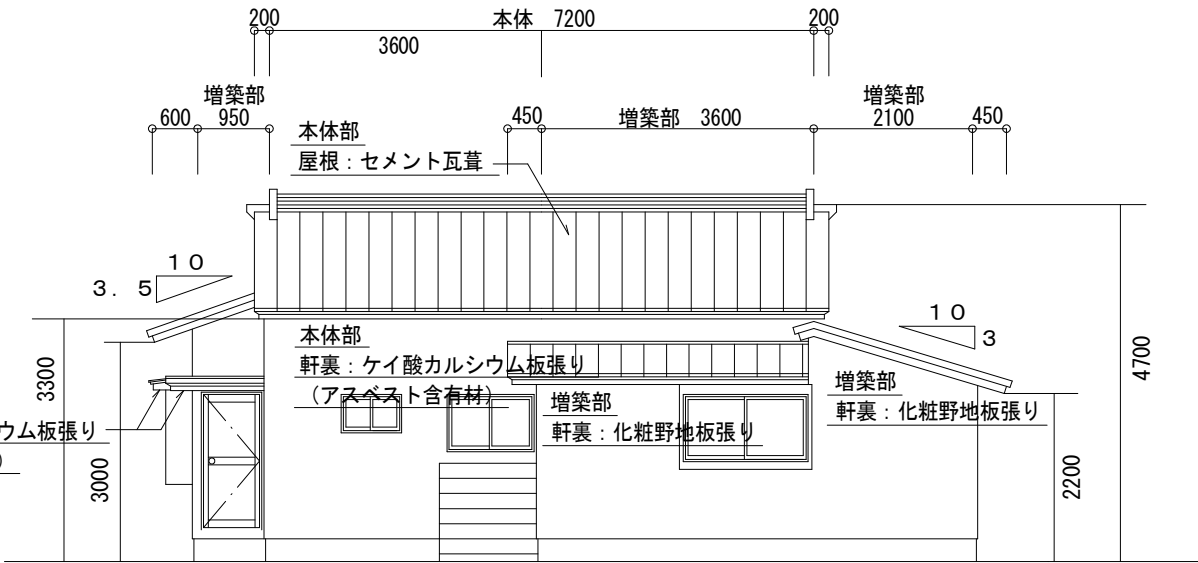 200
本体 7200
200
3600
増築部
600 950
450
増築部 3600
増築部
2100 450
本体部
屋根：セメント瓦葺
10
3.5
10
3
本体部
軒裏：ケイ酸カルシウム板張り
（アスベスト含有材）
増築部
軒裏：化粧野地板張り
増築部
軒裏：化粧野地板張り
ウム板張り
）
3300
3000
2200
4700